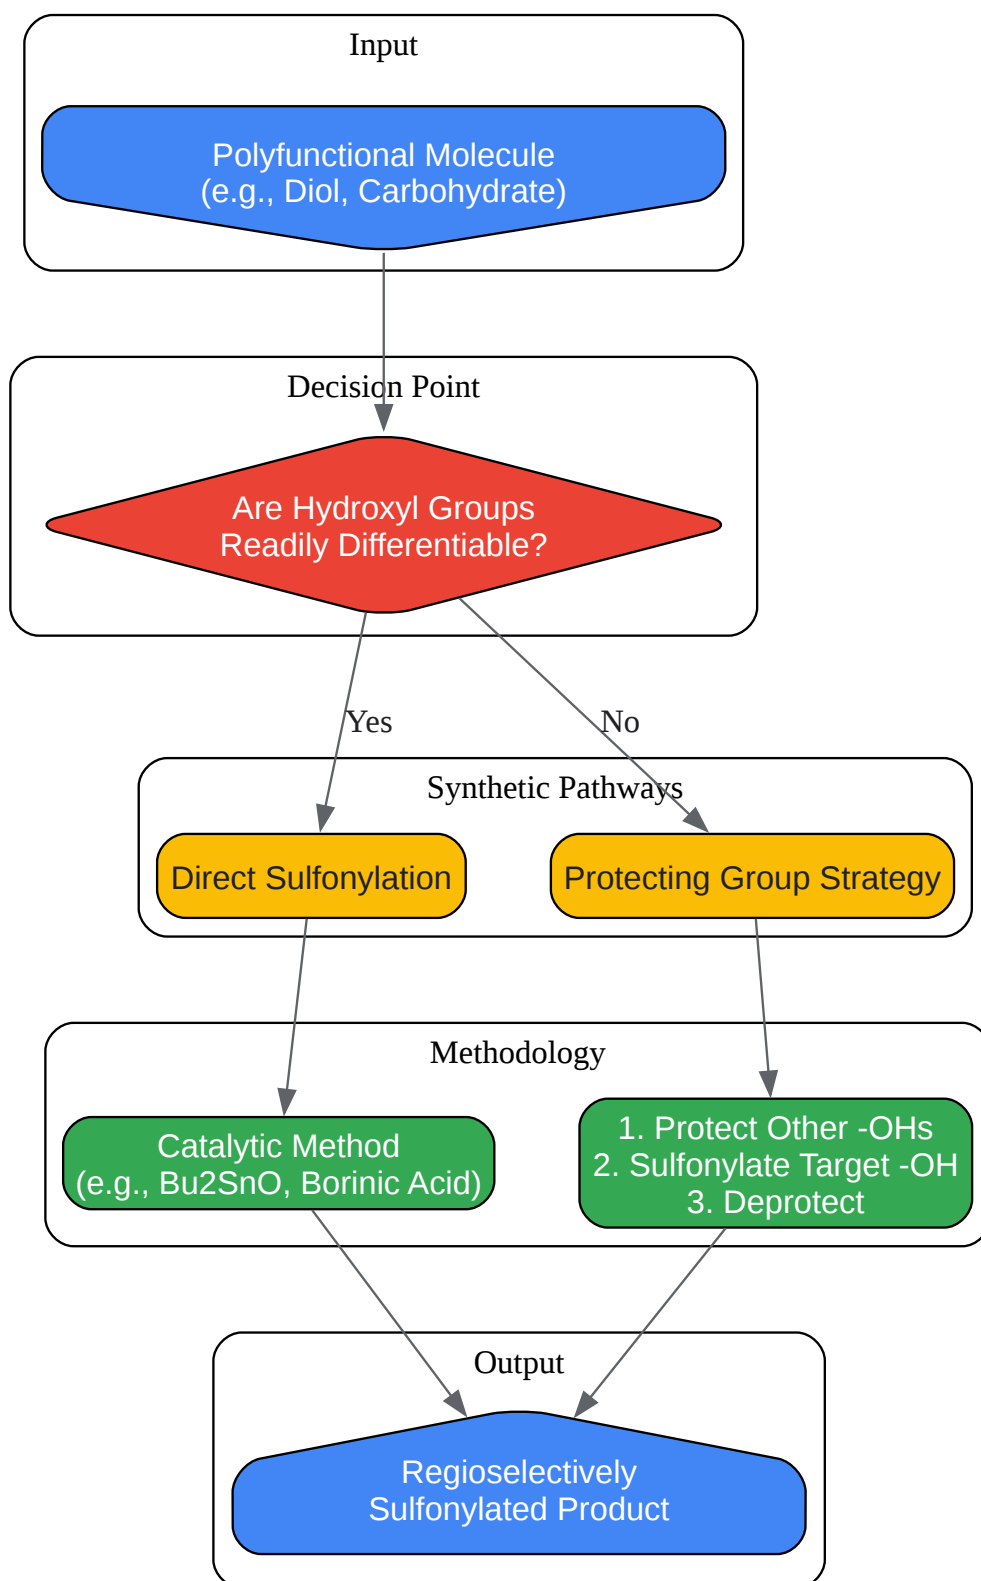 Input
Polyfunctional Molecule
(e.g., Diol, Carbohydrate)
Decision Point
Are Hydroxyl Groups
Readily Differentiable?
Yes
No
Synthetic Pathways
Direct Sulfonylation
Protecting Group Strategy
Methodology
Catalytic Method
(e.g., Bu2SnO, Borinic Acid)
1. Protect Other -OHs
2. Sulfonylate Target -OH
3. Deprotect
Output
Regioselectively
Sulfonylated Product